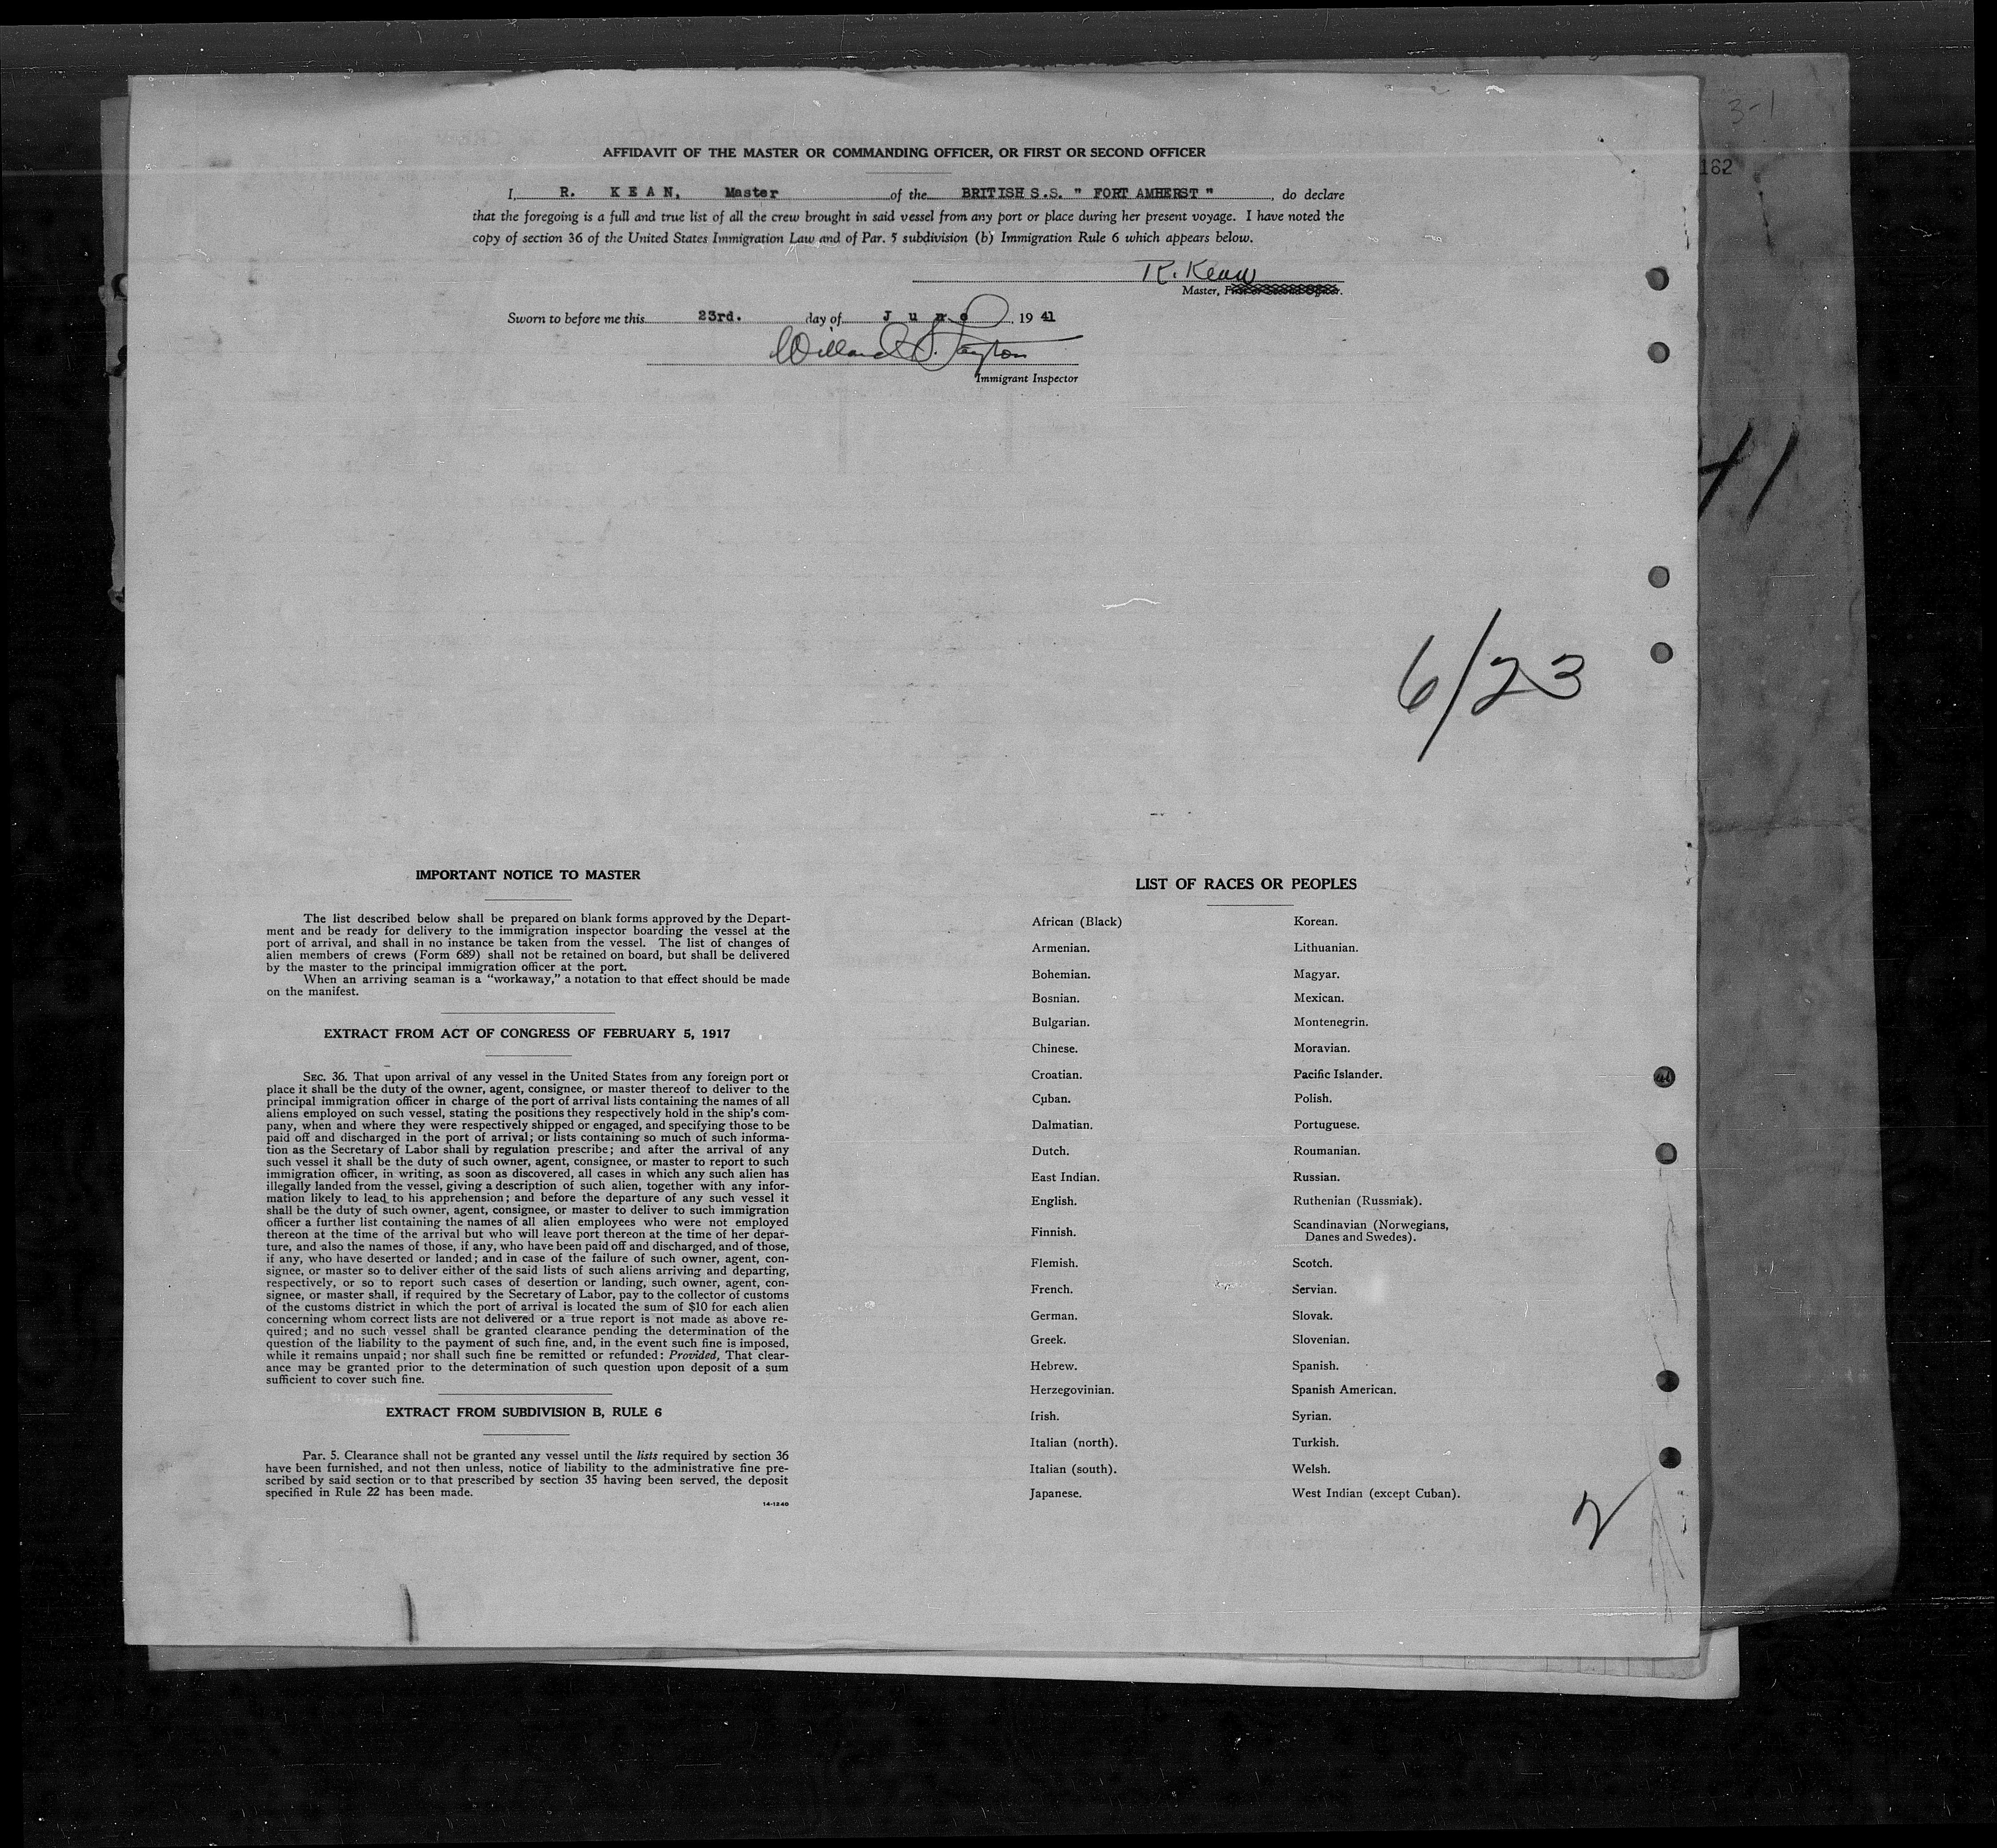 3-1
182
AFFIDAVIT OF THE MASTER OR COMMANDING OFFICER, OR FIRST OR SECOND OFFICER
I, R. KEAN, Master of the BRITISH S.S. " FORT AMHERST ", do declare
that the foregoing is a full and true list of all the crew brought in said vessel from any port or place during her present voyage. I have noted the
copy of section 36 of the United States Immigration Law and of Par. 5 subdivision (b) Immigration Rule 6 which appears below.
R. Kean
Master,
Sworn to before me this 23rd. day of June, 19 41
Willard
Immigrant Inspector
41
6/23
IMPORTANT NOTICE TO MASTER
The list described below shall be prepared on blank forms approved by the Depart-
ment and be ready for delivery to the immigration inspector boarding the vessel at the
port of arrival, and shall in no instance be taken from the vessel. The list of changes of
alien members of crews (Form 689) shall not be retained on board, but shall be delivered
by the master to the principal immigration officer at the port.
When an arriving seaman is a "workaway," a notation to that effect should be made
on the manifest.
EXTRACT FROM ACT OF CONGRESS OF FEBRUARY 5, 1917
SEC. 36. That upon arrival of any vessel in the United States from any foreign port or
place it shall be the duty of the owner, agent, consignee, or master thereof to deliver to the
principal immigration officer in charge of the port of arrival lists containing the names of all
aliens employed on such vessel, stating the positions they respectively hold in the ship's com-
pany, when and where they were respectively shipped or engaged, and specifying those to be
paid off and discharged in the port of arrival; or lists containing so much of such informa-
tion as the Secretary of Labor shall by regulation prescribe; and after the arrival of any
such vessel it shall be the duty of such owner, agent, consignee, or master to report to such
immigration officer, in writing, as soon as discovered, all cases in which any such alien has
illegally landed from the vessel, giving a description of such alien, together with any infor-
mation likely to lead to his apprehension; and before the departure of any such vessel it
shall be the duty of such owner, agent, consignee, or master to deliver to such immigration
officer a further list containing the names of all alien employees who were not employed
thereon at the time of the arrival but who will leave port thereon at the time of her depar-
ture, and also the names of those, if any, who have been paid off and discharged, and of those,
if any, who have deserted or landed; and in case of the failure of such owner, agent, con-
signee, or master so to deliver either of the said lists of such aliens arriving and departing,
respectively, or so to report such cases of desertion or landing, such owner, agent, con-
signee, or master shall, if required by the Secretary of Labor, pay to the collector of customs
of the customs district in which the port of arrival is located the sum of $10 for each alien
concerning whom correct lists are not delivered or a true report is not made as above re-
quired; and no such vessel shall be granted clearance pending the determination of the
question of the liability to the payment of such fine, and, in the event such fine is imposed,
while it remains unpaid; nor shall such fine be remitted or refunded: Provided, That clear-
ance may be granted prior to the determination of such question upon deposit of a sum
sufficient to cover such fine.
EXTRACT FROM SUBDIVISION B, RULE 6
Par. 5. Clearance shall not be granted any vessel until the lists required by section 36
have been furnished, and not then unless, notice of liability to the administrative fine pre-
scribed by said section or to that prescribed by section 35 having been served, the deposit
specified in Rule 22 has been made.
14-1240
LIST OF RACES OR PEOPLES
African (Black)
Armenian.
Bohemian.
Bosnian.
Bulgarian.
Chinese.
Croatian.
Cuban.
Dalmatian.
Dutch.
East Indian.
English.
Finnish.
Flemish.
French.
German.
Greek.
Hebrew.
Herzegovinian.
Irish.
Italian (north).
Italian (south).
Japanese.
Korean.
Lithuanian.
Magyar.
Mexican.
Montenegrin.
Moravian.
Pacific Islander.
Polish.
Portuguese.
Roumanian.
Russian.
Ruthenian (Russniak).
Scandinavian (Norwegians,
Danes and Swedes).
Scotch.
Servian.
Slovak.
Slovenian.
Spanish.
Spanish American.
Syrian.
Turkish.
Welsh.
West Indian (except Cuban).
2